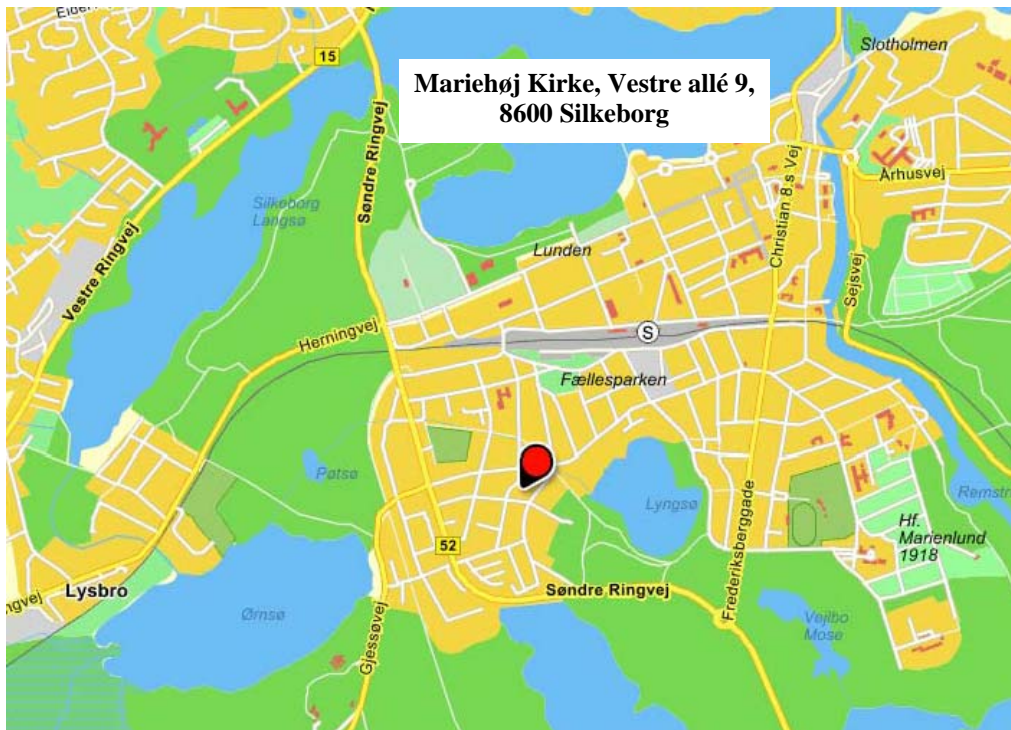 15
Slotholmen
Mariehøj Kirke, Vestre allé 9,
8600 Silkeborg
Søndre Ringvej
Christian 8.s Vej
Århusvej
Silkeborg
Langsø
Lunden
Vestre Ringvej
Sejsvej
Herningvej
S
Fællesparken
Pøtsø
Lyngsø
Remstr
Hf.
Marienlund
1918
52
Frederiksberggade
Lysbro
Søndre Ringvej
Ørnsø
Gjessøvej
Vejlbo
Mose
ngvej